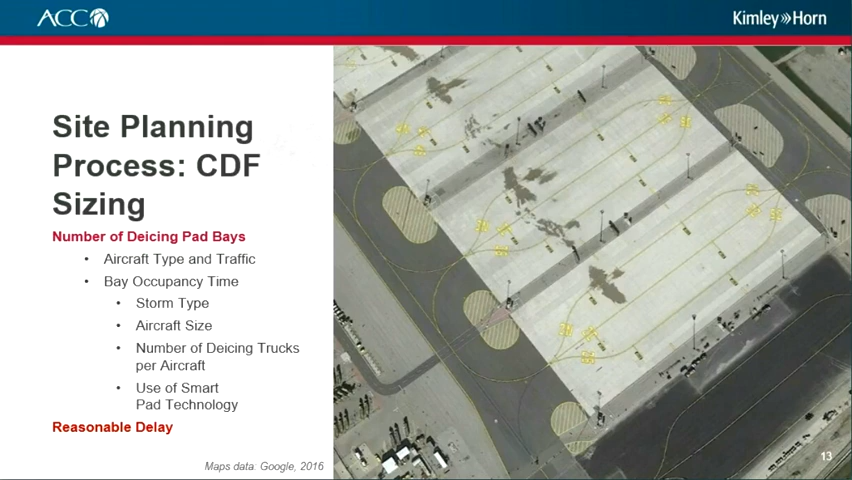 ACC
Kimley»Horn
Site Planning
Process: CDF
Sizing
Number of Deicing Pad Bays
• Aircraft Type and Traffic
• Bay Occupancy Time
• Storm Type
• Aircraft Size
• Number of Deicing Trucks
per Aircraft
• Use of Smart
Pad Technology
Reasonable Delay
Maps data: Google, 2016
13